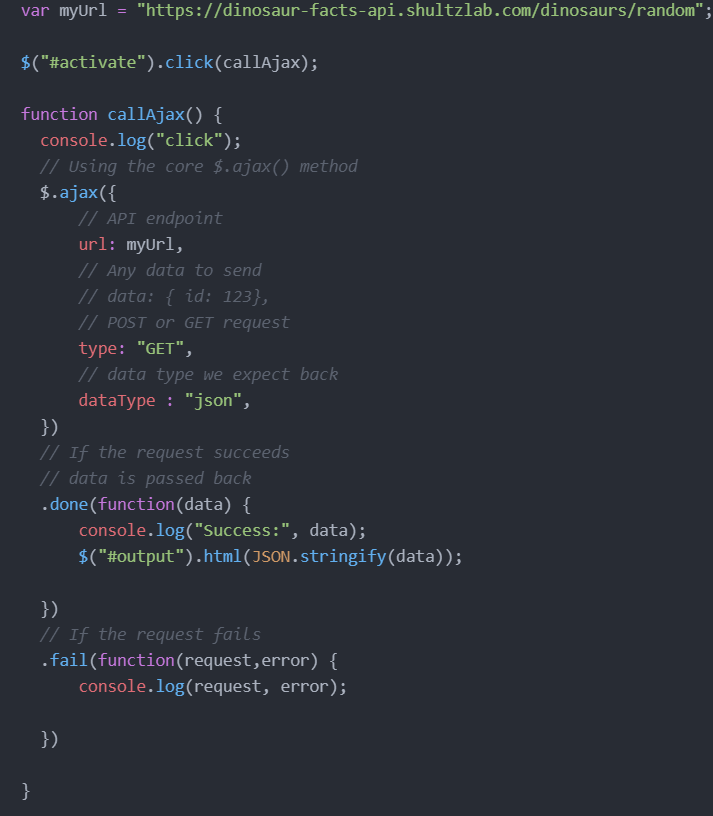 var myUrl = "https://dinosaur-facts-api.shultzlab.com/dinosaurs/random";

$("#activate").click(callAjax);

function callAjax() {
  console.log("click");
  // Using the core $.ajax() method
  $.ajax({
      // API endpoint
      url: myUrl,
      // Any data to send
      // data: { id: 123},
      // POST or GET request
      type: "GET",
      // data type we expect back
      dataType : "json",
  })
  // If the request succeeds
  // data is passed back
  .done(function(data) {
      console.log("Success:", data);
      $("#output").html(JSON.stringify(data));

  })
  // If the request fails
  .fail(function(request,error) {
      console.log(request, error);

  })

}